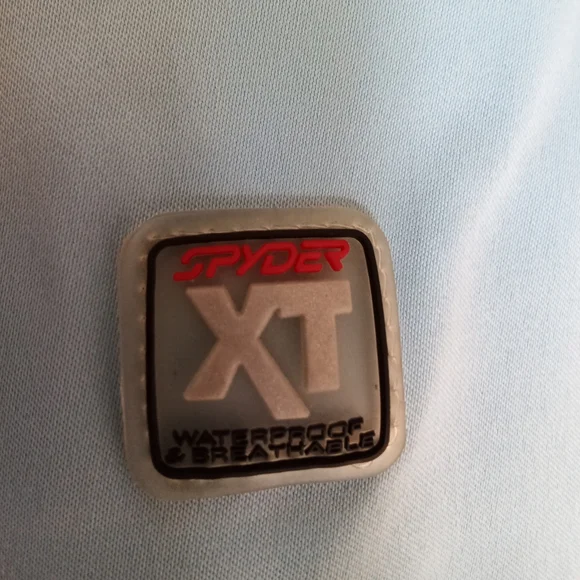 SPYDER
XT
WATERPROOF
& BREATHABLE